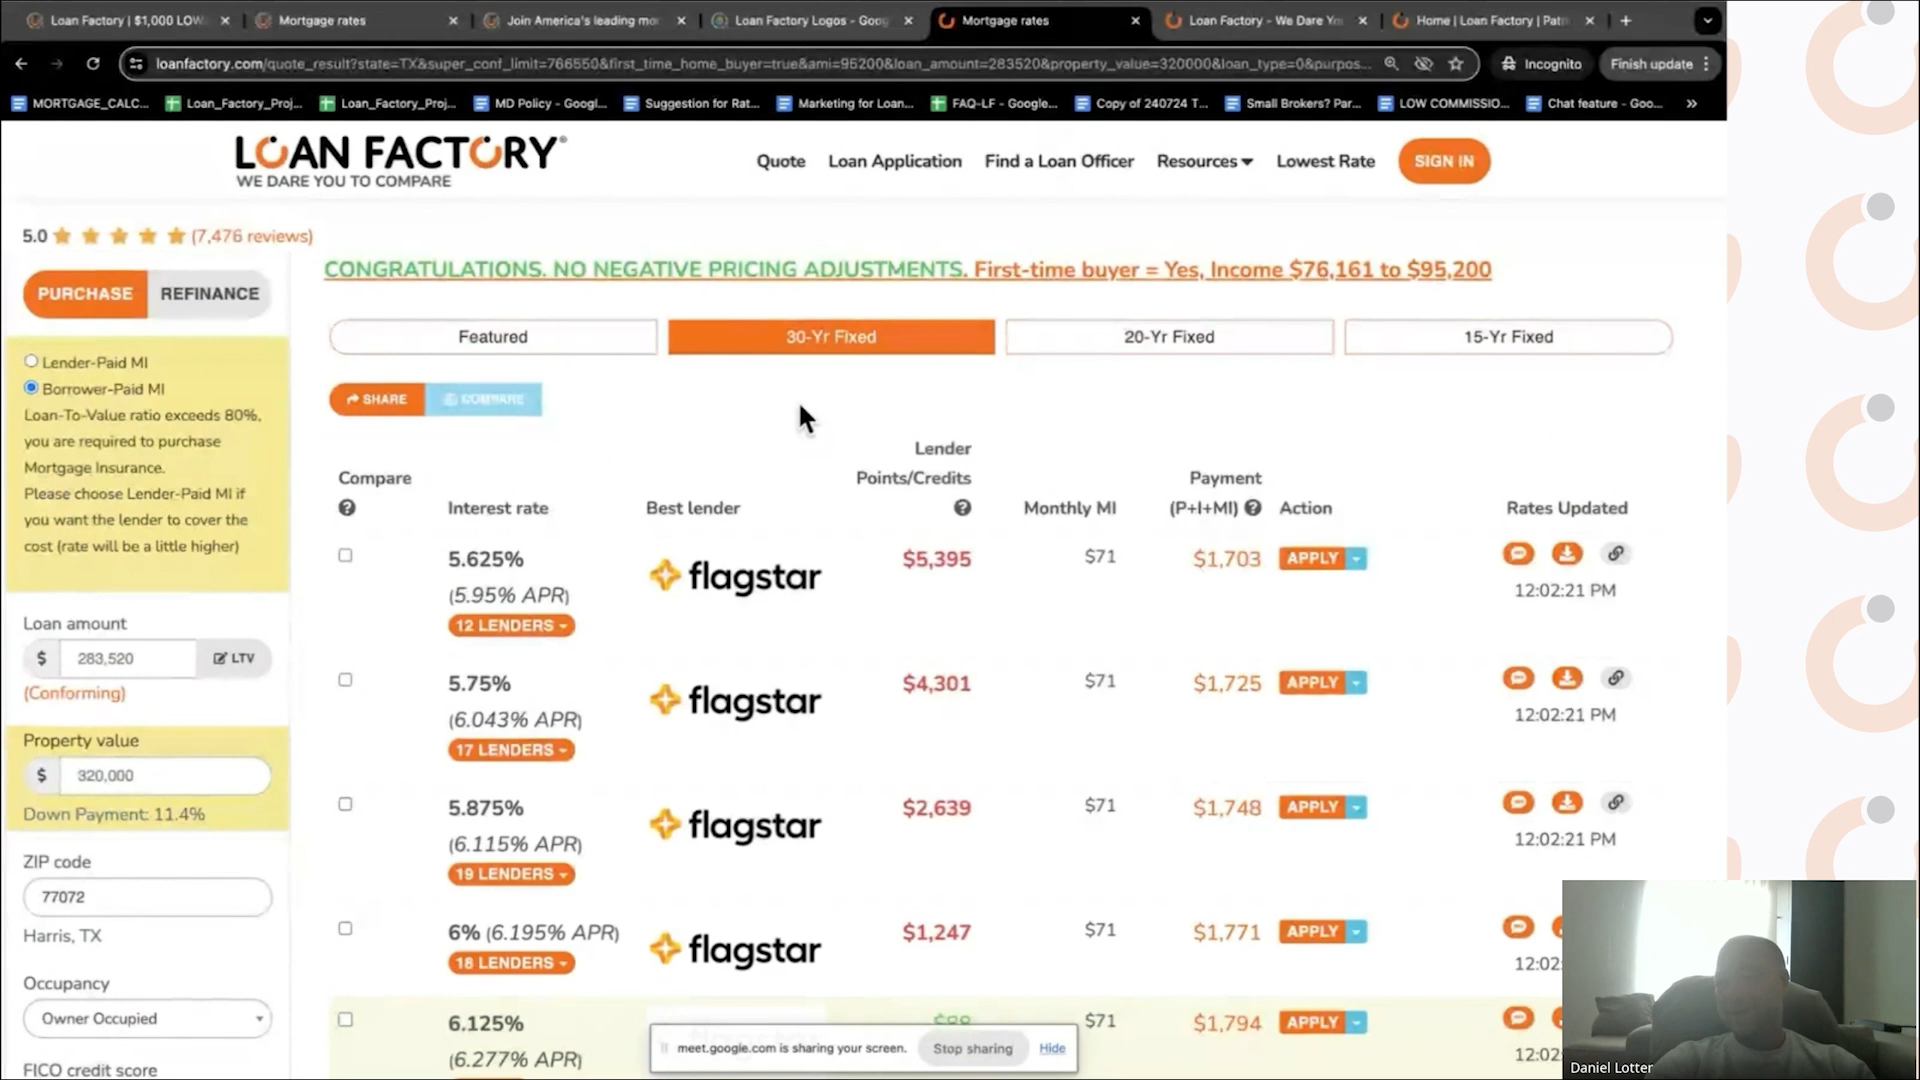 Loan Factory | $1,000 LOW
Mortgage rates
Join America's leading mo
Loan Factory Logos - Goog
Mortgage rates
Loan Factory - We Dare Yo
Home | Loan Factory | Pat
loanfactory.com/quote_result?state=TX&super_conf_limit=766550&first_time_home_buyer=true&ami=95200&loan_amount=283520&property_value=320000&loan_type=0&purpos...
Incognito
Finish update
MORTGAGE_CALC...
Loan_Factory_Proj...
Loan_Factory_Proj...
MD Policy - Googl...
Suggestion for Rat...
Marketing for Loan...
FAQ-LF - Google...
Copy of 240724 T...
Small Brokers? Par...
LOW COMMISSIO...
Chat feature - Goo...
»
LOAN FACTORY®
WE DARE YOU TO COMPARE
Quote
Loan Application
Find a Loan Officer
Resources
Lowest Rate
SIGN IN
5.0 (7,476 reviews)
PURCHASE
REFINANCE
CONGRATULATIONS. NO NEGATIVE PRICING ADJUSTMENTS. First-time buyer = Yes, Income $76,161 to $95,200
Featured
30-Yr Fixed
20-Yr Fixed
15-Yr Fixed
Lender-Paid MI
Borrower-Paid MI
Loan-To-Value ratio exceeds 80%,
you are required to purchase
Mortgage Insurance.
Please choose Lender-Paid MI if
you want the lender to cover the
cost (rate will be a little higher)
SHARE
COMPARE
Compare
Interest rate
Best lender
Lender
Points/Credits
Monthly MI
Payment
(P+I+MI)
Action
Rates Updated
5.625%
(5.95% APR)
12 LENDERS
flagstar
$5,395
$71
$1,703
APPLY
12:02:21 PM
5.75%
(6.043% APR)
17 LENDERS
flagstar
$4,301
$71
$1,725
APPLY
12:02:21 PM
5.875%
(6.115% APR)
19 LENDERS
flagstar
$2,639
$71
$1,748
APPLY
12:02:21 PM
6% (6.195% APR)
18 LENDERS
flagstar
$1,247
$71
$1,771
APPLY
12:02:
6.125%
(6.277% APR)
$71
$1,794
APPLY
12:02
Loan amount
$ 283,520
LTV
(Conforming)
Property value
$ 320,000
Down Payment: 11.4%
ZIP code
77072
Harris, TX
Occupancy
Owner Occupied
FICO credit score
meet.google.com is sharing your screen.
Stop sharing
Hide
Daniel Lotter